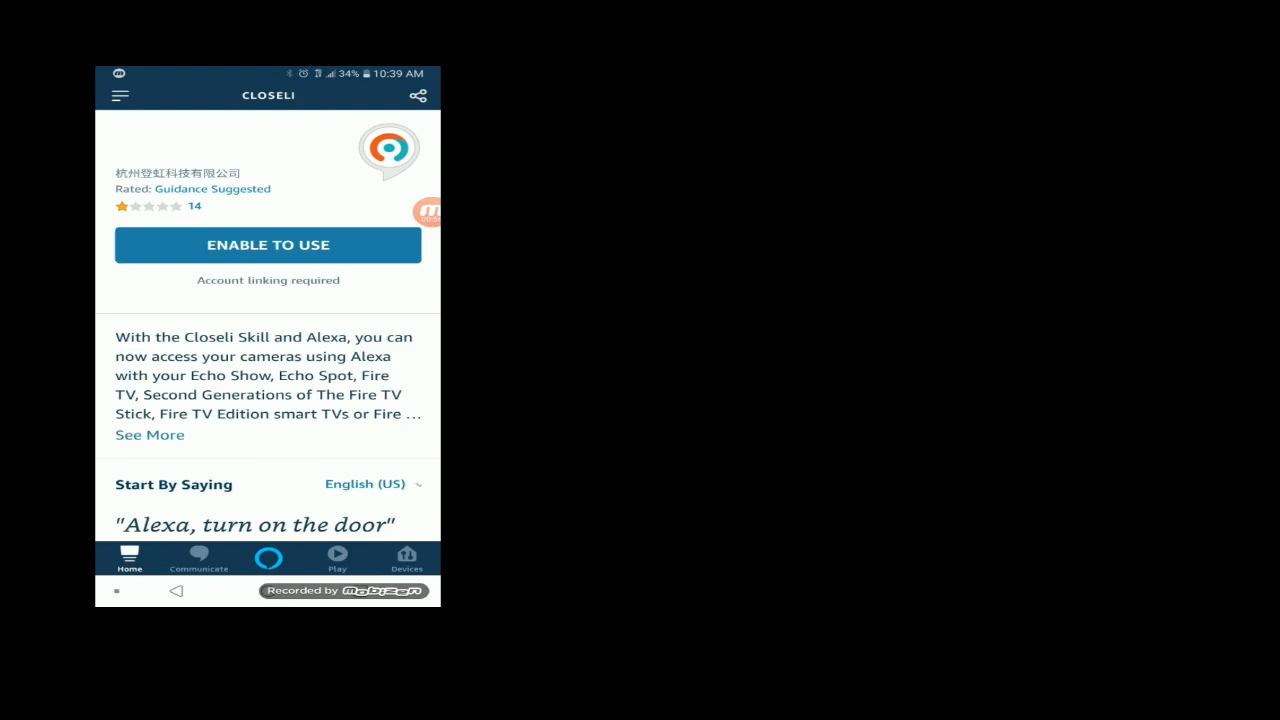 34% 10:39 AM
CLOSELI
杭州登虹科技有限公司
Rated: Guidance Suggested
14
ENABLE TO USE
Account linking required
With the Closeli Skill and Alexa, you can
now access your cameras using Alexa
with your Echo Show, Echo Spot, Fire
TV, Second Generations of The Fire TV
Stick, Fire TV Edition smart TVs or Fire ...
See More
Start By Saying English (US)
"Alexa, turn on the door"
Home Communicate Play Devices
Recorded by mobizen